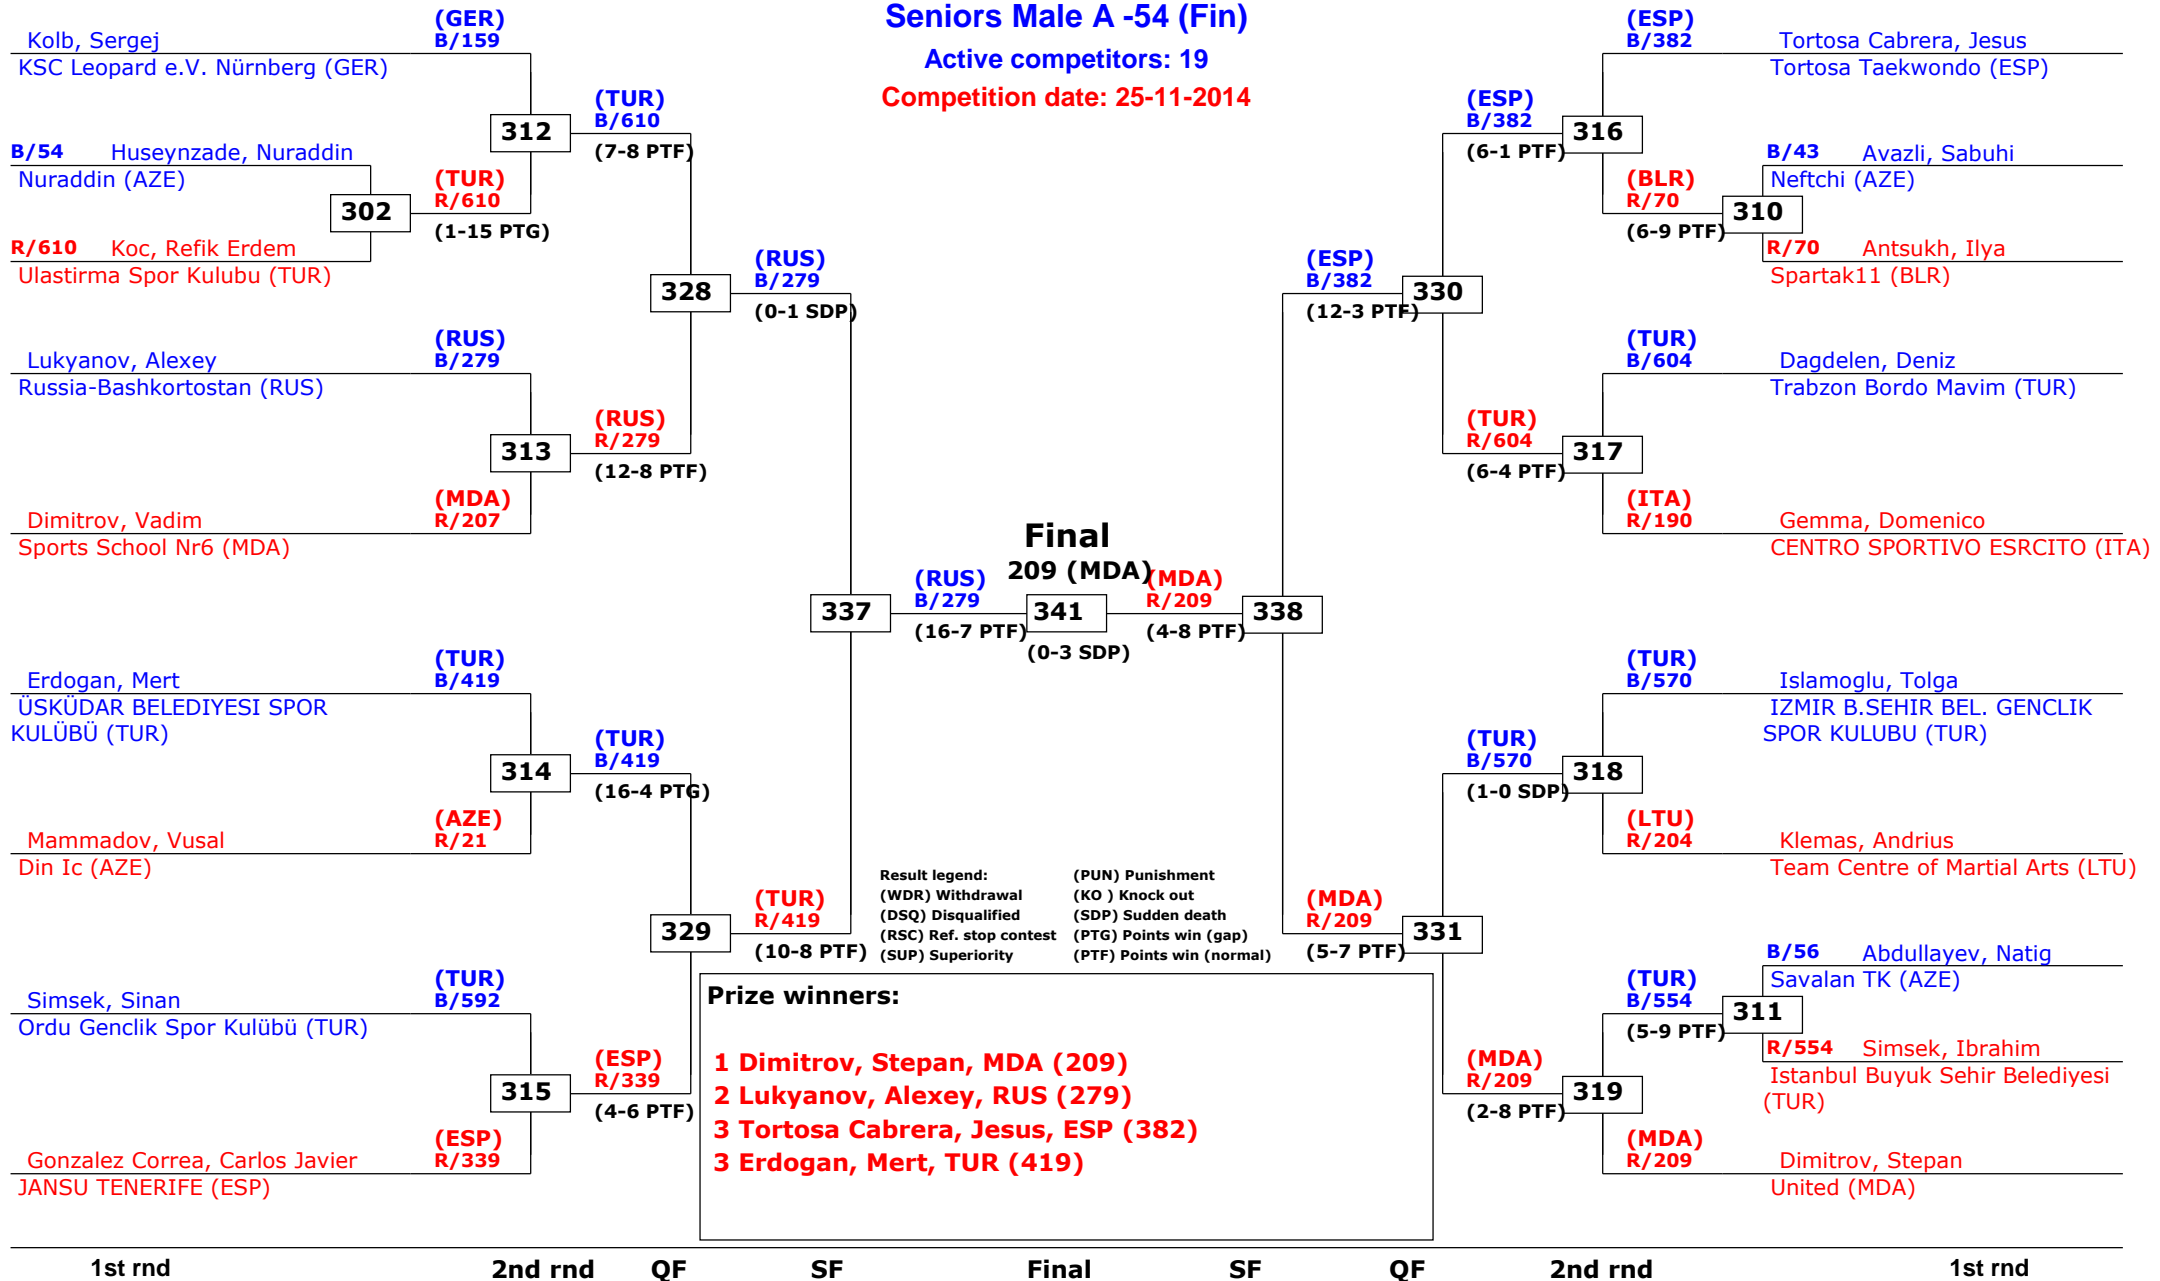 Seniors Male A -54 (Fin)
Active competitors: 19
Competition date: 25-11-2014
(GER)
Kolb, Sergej B/159
KSC Leopard e.V. Nürnberg (GER)
(TUR)
B/610
312
(7-8 PTF)
B/54 Huseynzade, Nuraddin
Nuraddin (AZE)
(TUR)
R/610
302
(1-15 PTG)
R/610 Koc, Refik Erdem
Ulastirma Spor Kulubu (TUR)
(RUS)
B/279
328
(0-1 SDP)
(RUS)
Lukyanov, Alexey B/279
Russia-Bashkortostan (RUS)
(RUS)
R/279
313
(12-8 PTF)
(MDA)
Dimitrov, Vadim R/207
Sports School Nr6 (MDA)
(RUS)
B/279
337
(16-7 PTF)
(TUR)
Erdogan, Mert B/419
ÜSKÜDAR BELEDIYESI SPOR
KULÜBÜ (TUR)
(TUR)
B/419
314
(16-4 PTG)
(AZE)
Mammadov, Vusal R/21
Din Ic (AZE)
(TUR)
R/419
329
(10-8 PTF)
(TUR)
Simsek, Sinan B/592
Ordu Genclik Spor Kulübü (TUR)
(ESP)
R/339
315
(4-6 PTF)
(ESP)
Gonzalez Correa, Carlos Javier R/339
JANSU TENERIFE (ESP)
Final
209 (MDA)
341
(0-3 SDP)
(ESP)
B/382 Tortosa Cabrera, Jesus
Tortosa Taekwondo (ESP)
(ESP)
B/382
316
(6-1 PTF)
B/43 Avazli, Sabuhi
Neftchi (AZE)
(BLR)
R/70
310
(6-9 PTF)
R/70 Antsukh, Ilya
Spartak11 (BLR)
(ESP)
B/382
330
(12-3 PTF)
(TUR)
B/604 Dagdelen, Deniz
Trabzon Bordo Mavim (TUR)
(TUR)
R/604
317
(6-4 PTF)
(ITA)
R/190 Gemma, Domenico
CENTRO SPORTIVO ESRCITO (ITA)
(MDA)
R/209
338
(4-8 PTF)
(TUR)
B/570 Islamoglu, Tolga
IZMIR B.SEHIR BEL. GENCLIK
SPOR KULUBU (TUR)
(TUR)
B/570
318
(1-0 SDP)
(LTU)
R/204 Klemas, Andrius
Team Centre of Martial Arts (LTU)
(MDA)
R/209
331
(5-7 PTF)
B/56 Abdullayev, Natig
Savalan TK (AZE)
(TUR)
B/554
311
(5-9 PTF)
R/554 Simsek, Ibrahim
Istanbul Buyuk Sehir Belediyesi
(TUR)
(MDA)
R/209
319
(2-8 PTF)
(MDA)
R/209 Dimitrov, Stepan
United (MDA)
Result legend: (PUN) Punishment
(WDR) Withdrawal (KO ) Knock out
(DSQ) Disqualified (SDP) Sudden death
(RSC) Ref. stop contest (PTG) Points win (gap)
(SUP) Superiority (PTF) Points win (normal)
Prize winners:
1 Dimitrov, Stepan, MDA (209)
2 Lukyanov, Alexey, RUS (279)
3 Tortosa Cabrera, Jesus, ESP (382)
3 Erdogan, Mert, TUR (419)
1st rnd 2nd rnd QF SF Final SF QF 2nd rnd 1st rnd